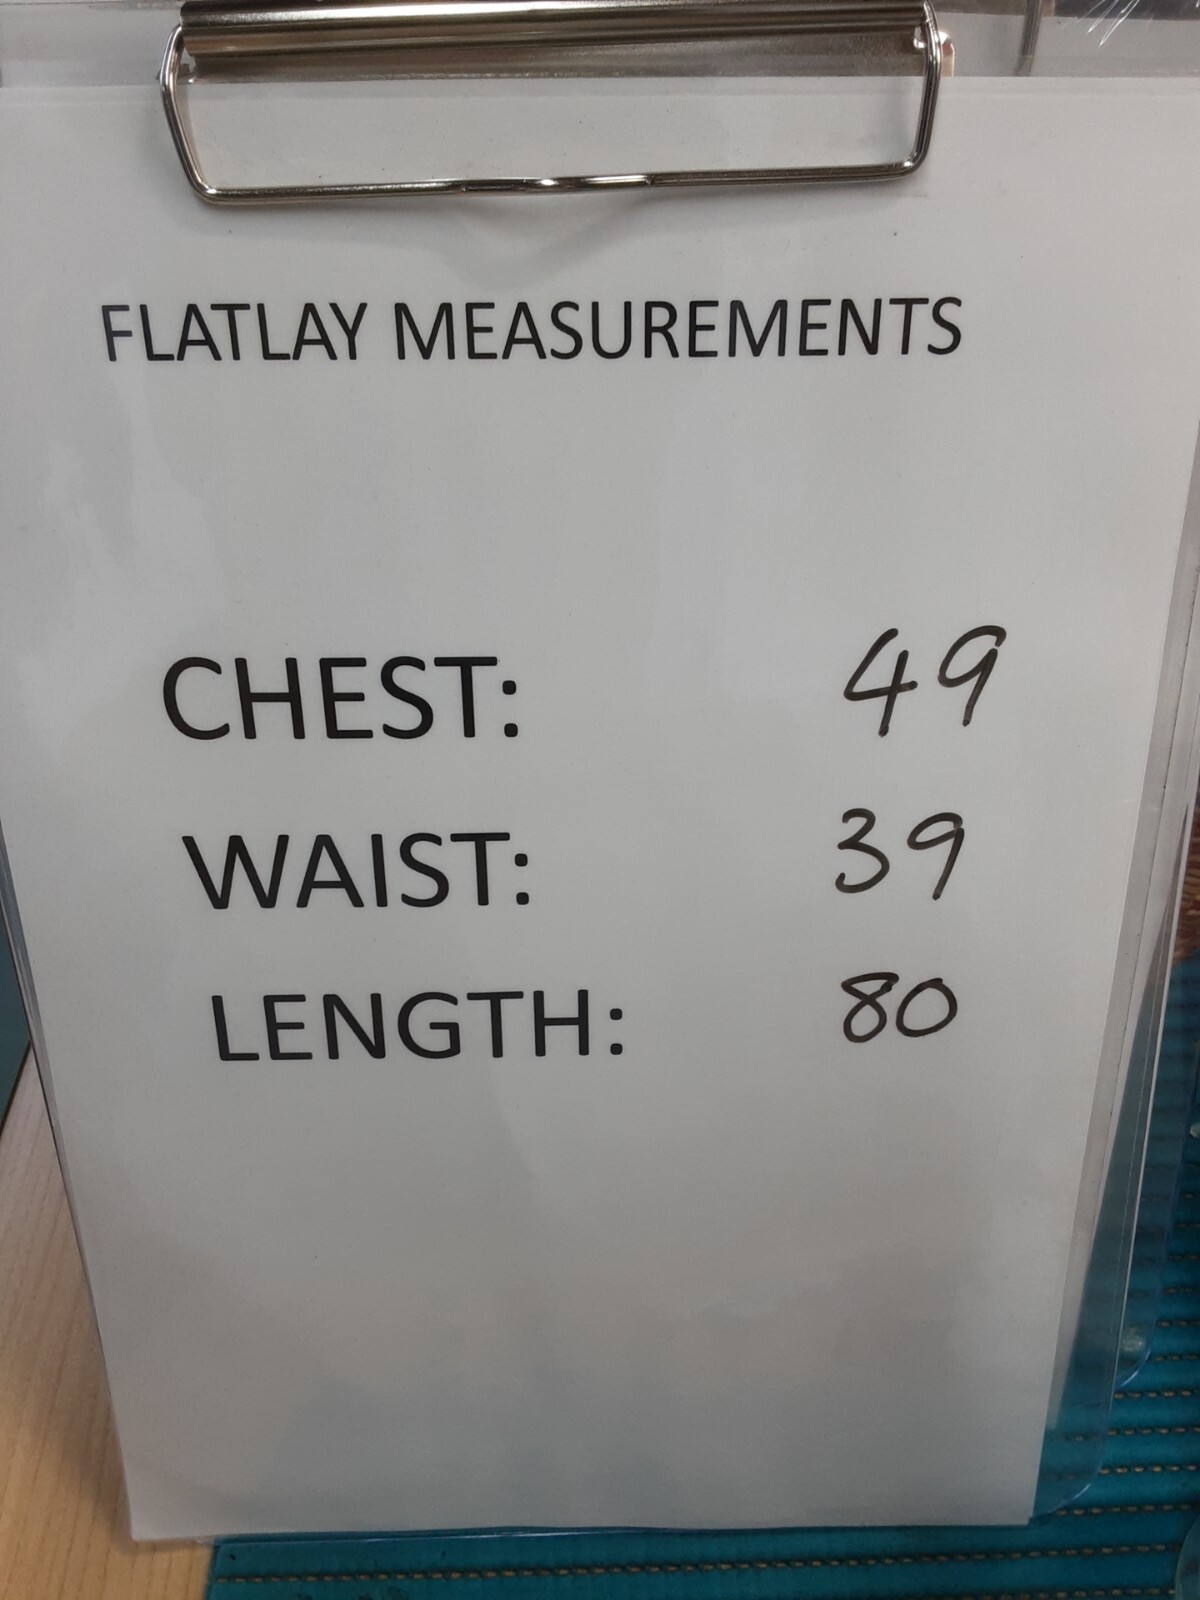 FLATLAY MEASUREMENTS
CHEST: 49
WAIST: 39
LENGTH: 80